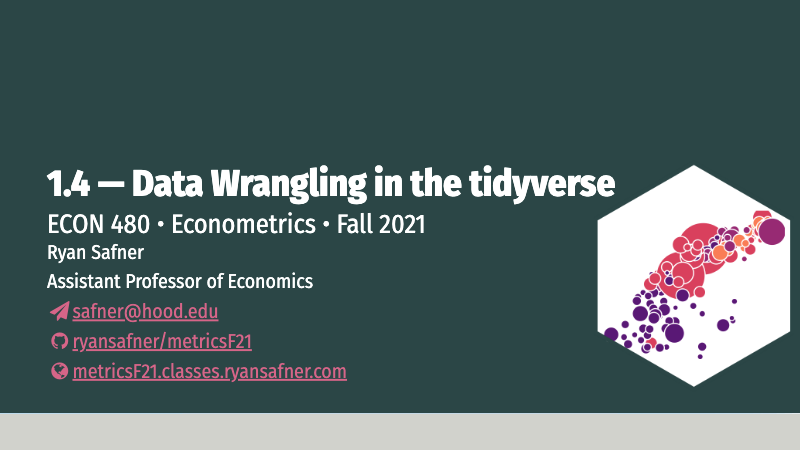 1.4 — Data Wrangling in the tidyverse
ECON 480 • Econometrics • Fall 2021
Ryan Safner
Assistant Professor of Economics
safner@hood.edu
ryansafner/metricsF21
metricsF21.classes.ryansafner.com